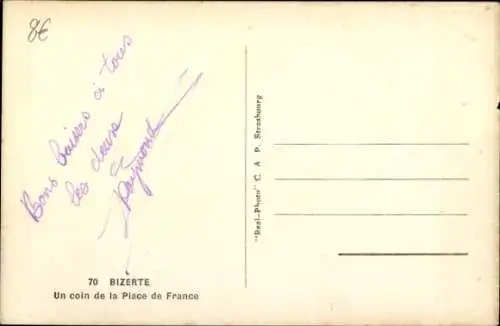 8€
Bons baisers à tous
les deux
Raymond
70 BIZERTE
Un coin de la Place de France
"Real-Photo" C A P. Strasbourg